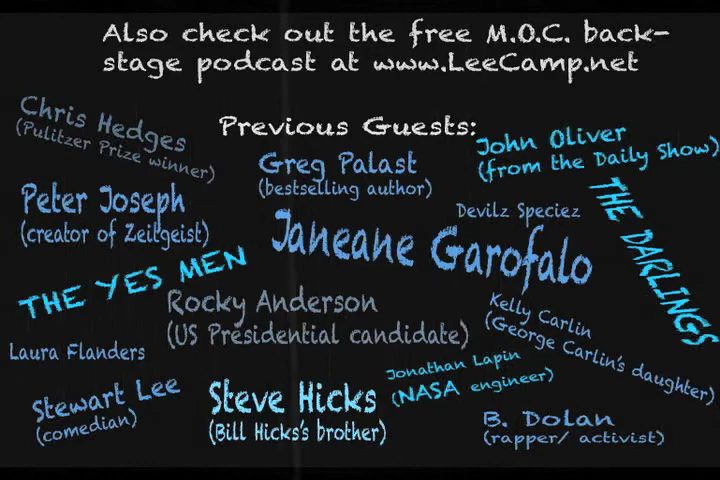 Also check out the free M.O.C. back-
stage podcast at www.LeeCamp.net
Previous Guests:
Chris Hedges
(Pulitzer Prize winner)
Greg Palast
(bestselling author)
John Oliver
(from the Daily Show)
Peter Joseph
(creator of Zeitgeist)
Devilz Speciez
Janeane Garofalo
THE DARLINGS
THE YES MEN
Rocky Anderson
(US Presidential candidate)
Kelly Carlin
(George Carlin's daughter)
Laura Flanders
Jonathan Lapin
(NASA engineer)
Stewart Lee
(comedian)
Steve Hicks
(Bill Hicks's brother)
B. Dolan
(rapper/ activist)